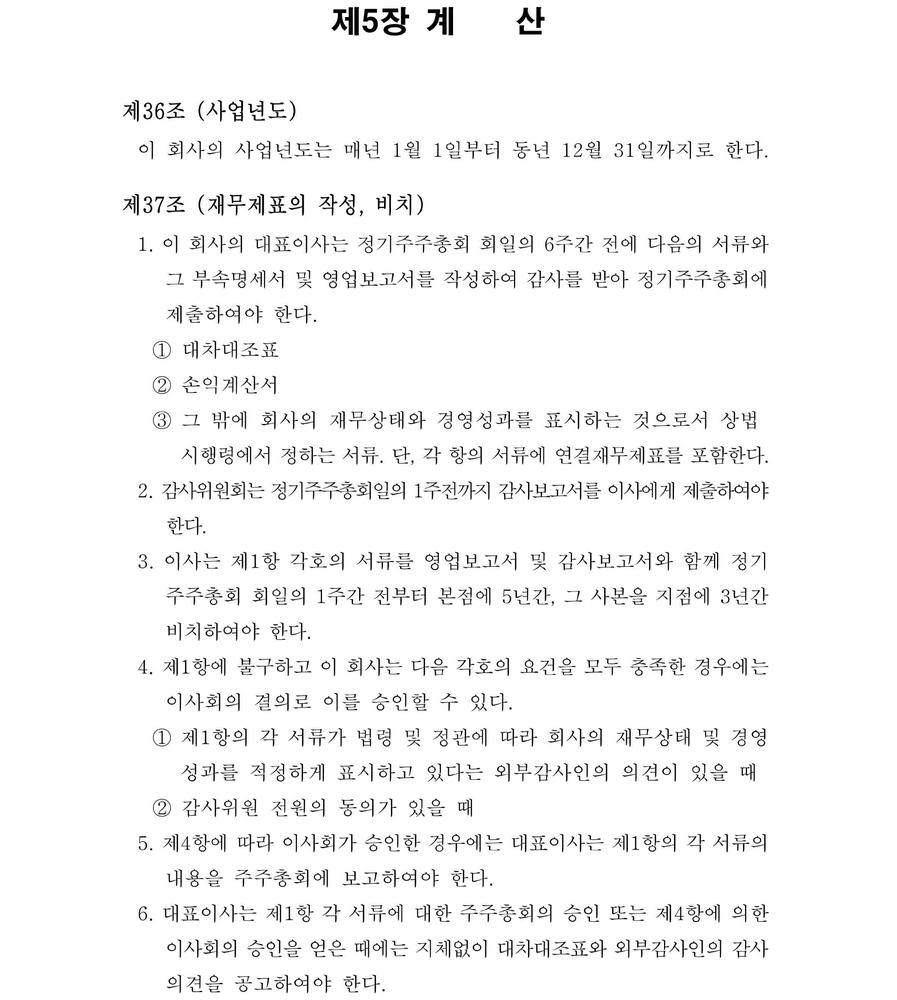 제5장 계 산
제36조 (사업년도)
이 회사의 사업년도는 매년 1월 1일부터 동년 12월 31일까지로 한다.
제37조 (재무제표의 작성, 비치)
1. 이 회사의 대표이사는 정기주주총회 회일의 6주간 전에 다음의 서류와
그 부속명세서 및 영업보고서를 작성하여 감사를 받아 정기주주총회에
제출하여야 한다.
① 대차대조표
② 손익계산서
③ 그 밖에 회사의 재무상태와 경영성과를 표시하는 것으로서 상법
시행령에서 정하는 서류. 단, 각 항의 서류에 연결재무제표를 포함한다.
2. 감사위원회는 정기주주총회일의 1주전까지 감사보고서를 이사에게 제출하여야
한다.
3. 이사는 제1항 각호의 서류를 영업보고서 및 감사보고서와 함께 정기
주주총회 회일의 1주간 전부터 본점에 5년간, 그 사본을 지점에 3년간
비치하여야 한다.
4. 제1항에 불구하고 이 회사는 다음 각호의 요건을 모두 충족한 경우에는
이사회의 결의로 이를 승인할 수 있다.
① 제1항의 각 서류가 법령 및 정관에 따라 회사의 재무상태 및 경영
성과를 적정하게 표시하고 있다는 외부감사인의 의견이 있을 때
② 감사위원 전원의 동의가 있을 때
5. 제4항에 따라 이사회가 승인한 경우에는 대표이사는 제1항의 각 서류의
내용을 주주총회에 보고하여야 한다.
6. 대표이사는 제1항 각 서류에 대한 주주총회의 승인 또는 제4항에 의한
이사회의 승인을 얻은 때에는 지체없이 대차대조표와 외부감사인의 감사
의견을 공고하여야 한다.